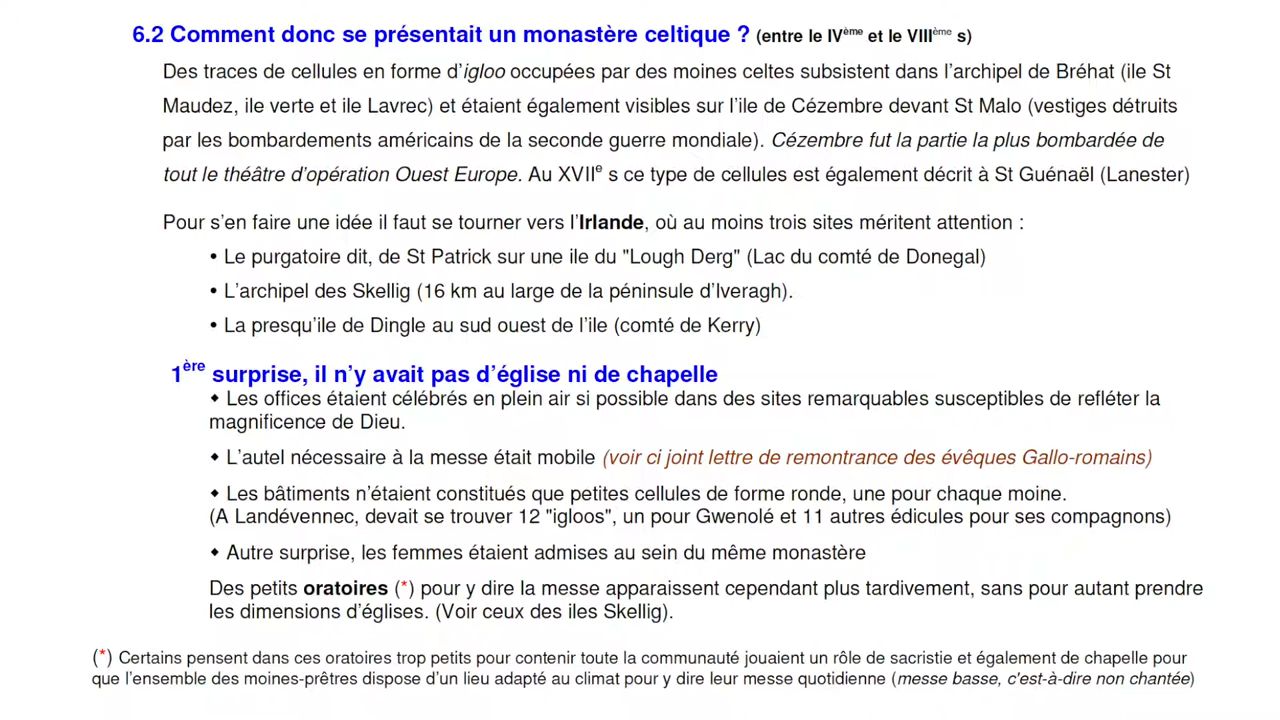 6.2 Comment donc se présentait un monastère celtique ? (entre le IVème et le VIIIème s)
Des traces de cellules en forme d’igloo occupées par des moines celtes subsistent dans l’archipel de Bréhat (ile St
Maudez, ile verte et ile Lavrec) et étaient également visibles sur l’ile de Cézembre devant St Malo (vestiges détruits
par les bombardements américains de la seconde guerre mondiale). Cézembre fut la partie la plus bombardée de
tout le théâtre d’opération Ouest Europe. Au XVIIe s ce type de cellules est également décrit à St Guénaël (Lanester)
Pour s’en faire une idée il faut se tourner vers l’Irlande, où au moins trois sites méritent attention :
• Le purgatoire dit, de St Patrick sur une ile du "Lough Derg" (Lac du comté de Donegal)
• L’archipel des Skellig (16 km au large de la péninsule d’Iveragh).
• La presqu’ile de Dingle au sud ouest de l’ile (comté de Kerry)
1ère surprise, il n’y avait pas d’église ni de chapelle
⬥ Les offices étaient célébrés en plein air si possible dans des sites remarquables susceptibles de refléter la
magnificence de Dieu.
⬥ L’autel nécessaire à la messe était mobile (voir ci joint lettre de remontrance des évêques Gallo-romains)
⬥ Les bâtiments n’étaient constitués que petites cellules de forme ronde, une pour chaque moine.
(A Landévennec, devait se trouver 12 "igloos", un pour Gwenolé et 11 autres édicules pour ses compagnons)
⬥ Autre surprise, les femmes étaient admises au sein du même monastère
Des petits oratoires (*) pour y dire la messe apparaissent cependant plus tardivement, sans pour autant prendre
les dimensions d’églises. (Voir ceux des iles Skellig).
(*) Certains pensent dans ces oratoires trop petits pour contenir toute la communauté jouaient un rôle de sacristie et également de chapelle pour
que l’ensemble des moines-prêtres dispose d’un lieu adapté au climat pour y dire leur messe quotidienne (messe basse, c'est-à-dire non chantée)